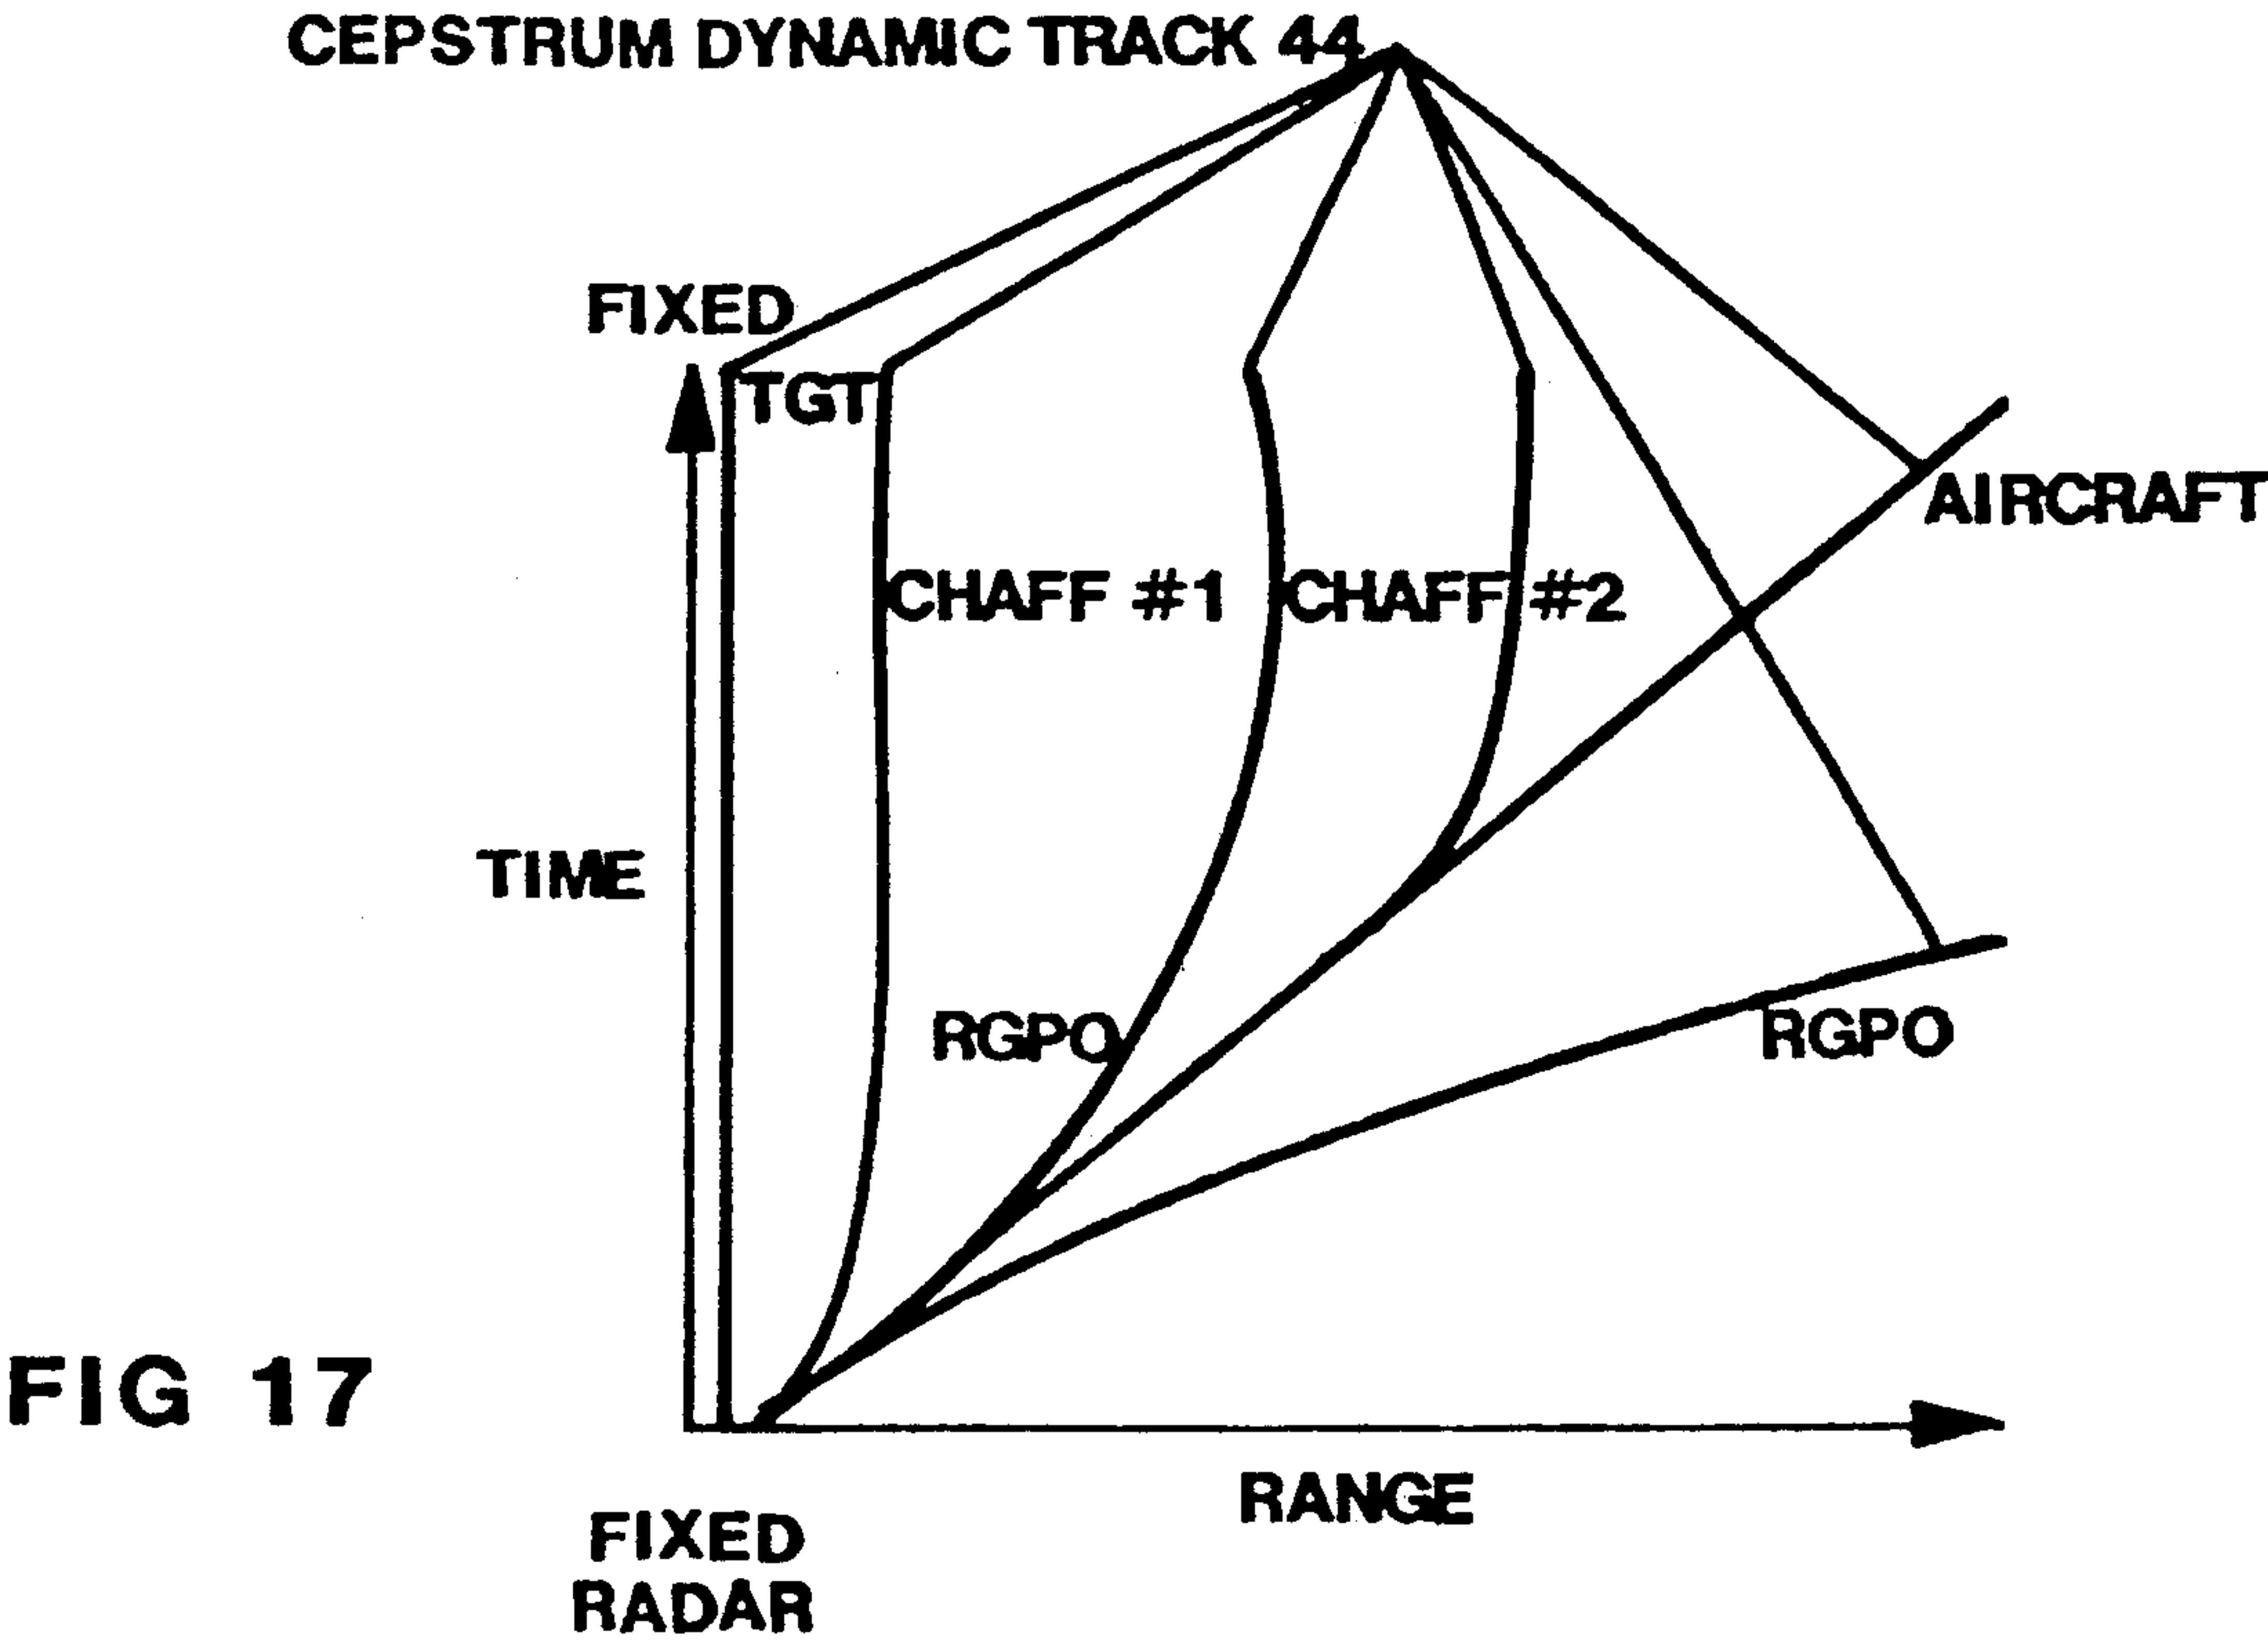 CEPSTRUM DYNAMIC TRACK 44
FIXED
TGT
AIRCRAFT
CHAFF #1
CHAFF #2
TIME
RGPO
RGPO
FIG 17
RANGE
FIXED
RADAR